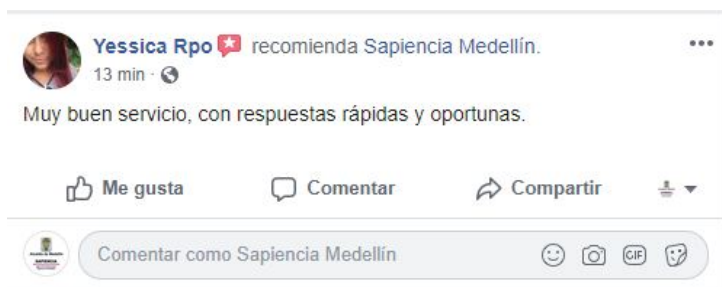 Yessica Rpo recomienda Sapiencia Medellín.
13 min ·
Muy buen servicio, con respuestas rápidas y oportunas.
Me gusta Comentar Compartir
Comentar como Sapiencia Medellín GIF